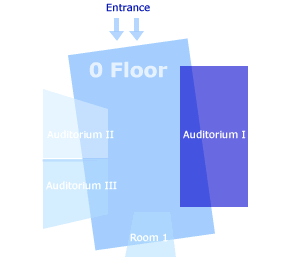 Entrance
0 Floor
Auditorium II
Auditorium I
Auditorium III
Room 1